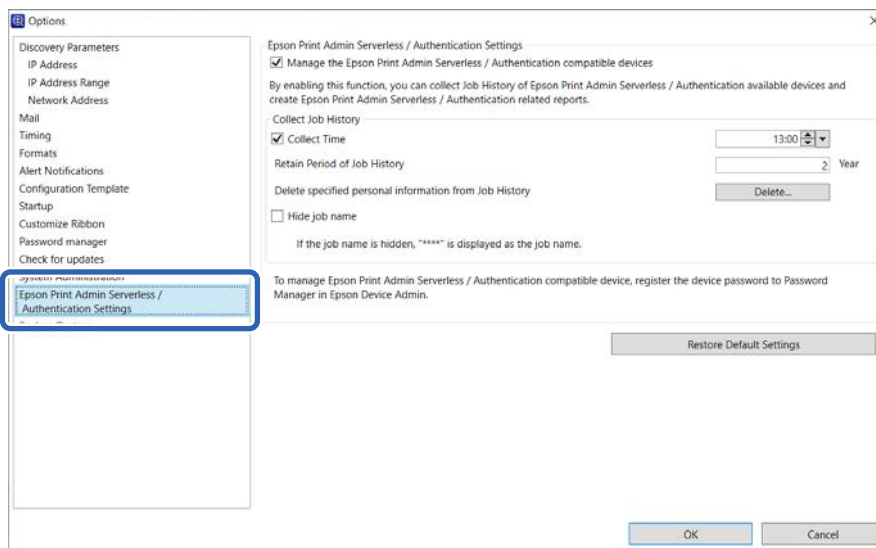 Options
Discovery Parameters
IP Address
IP Address Range
Network Address
Mail
Timing
Formats
Alert Notifications
Configuration Template
Startup
Customize Ribbon
Password manager
Check for updates
System Administration
Epson Print Admin Serverless /
Authentication Settings
Epson Print Admin Serverless / Authentication Settings
Manage the Epson Print Admin Serverless / Authentication compatible devices
By enabling this function, you can collect Job History of Epson Print Admin Serverless / Authentication available devices and
create Epson Print Admin Serverless / Authentication related reports.
Collect Job History
Collect Time 13:00
Retain Period of Job History 2 Year
Delete specified personal information from Job History Delete...
Hide job name
If the job name is hidden, "****" is displayed as the job name.
To manage Epson Print Admin Serverless / Authentication compatible device, register the device password to Password
Manager in Epson Device Admin.
Restore Default Settings
OK Cancel